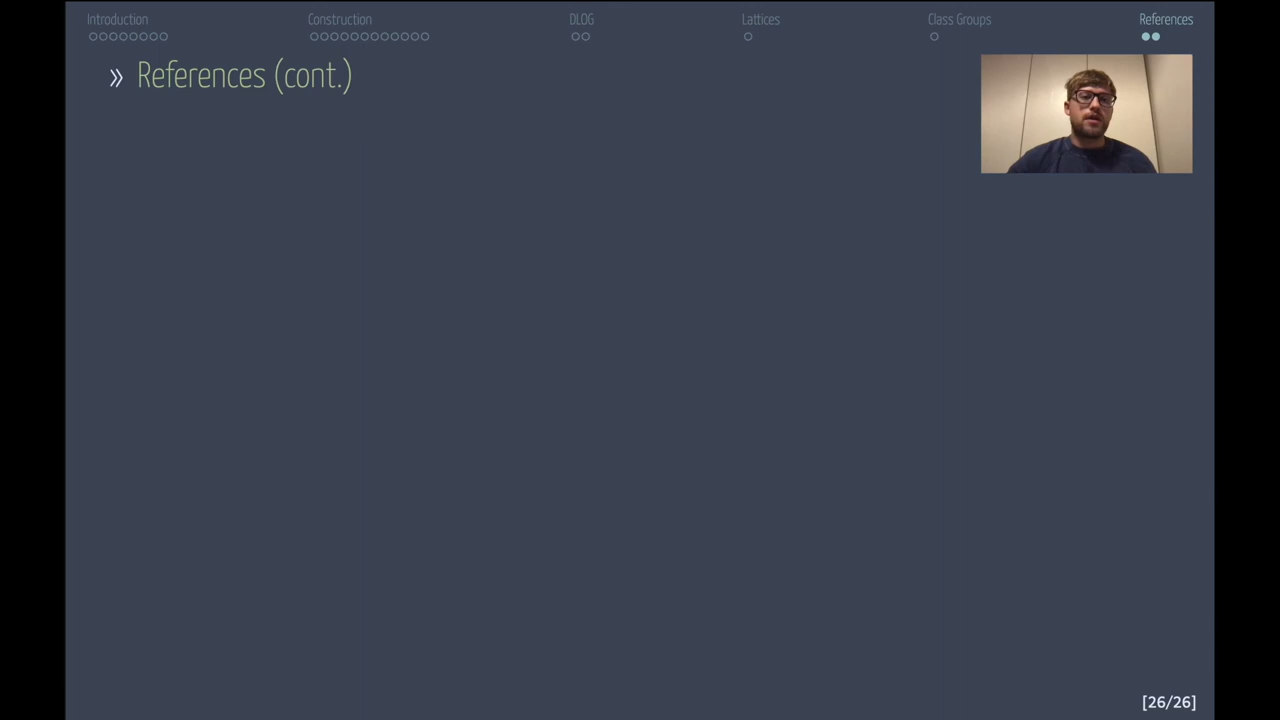 Introduction
Construction
DLOG
Lattices
Class Groups
References
» References (cont.)
[26/26]